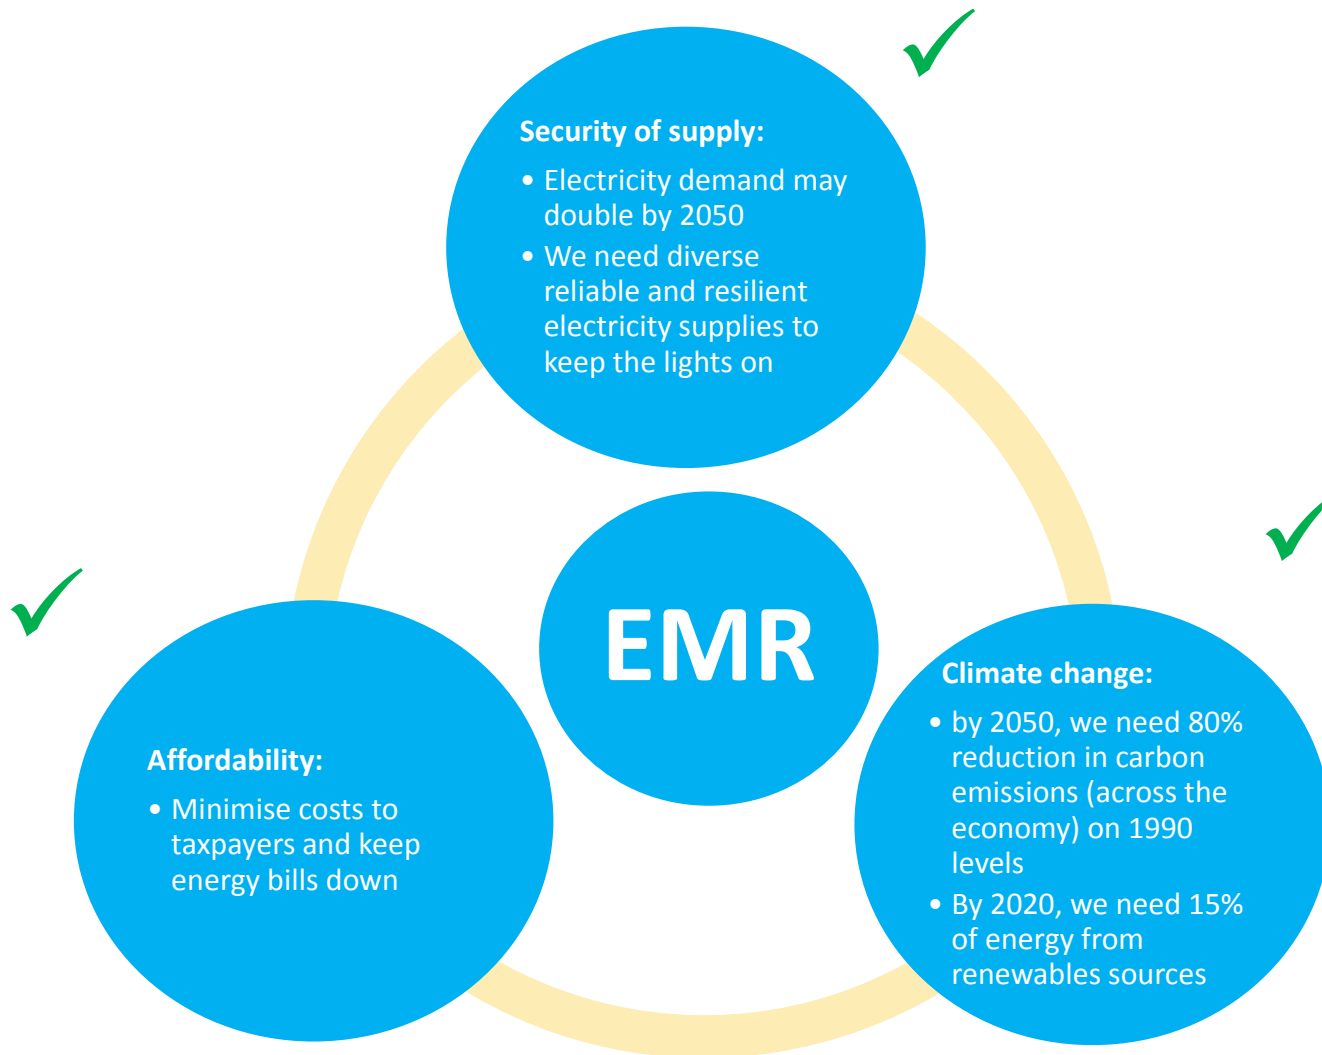 Security of supply:
• Electricity demand may
double by 2050
• We need diverse
reliable and resilient
electricity supplies to
keep the lights on
EMR
Affordability:
• Minimise costs to
taxpayers and keep
energy bills down
Climate change:
• by 2050, we need 80%
reduction in carbon
emissions (across the
economy) on 1990
levels
• By 2020, we need 15%
of energy from
renewables sources